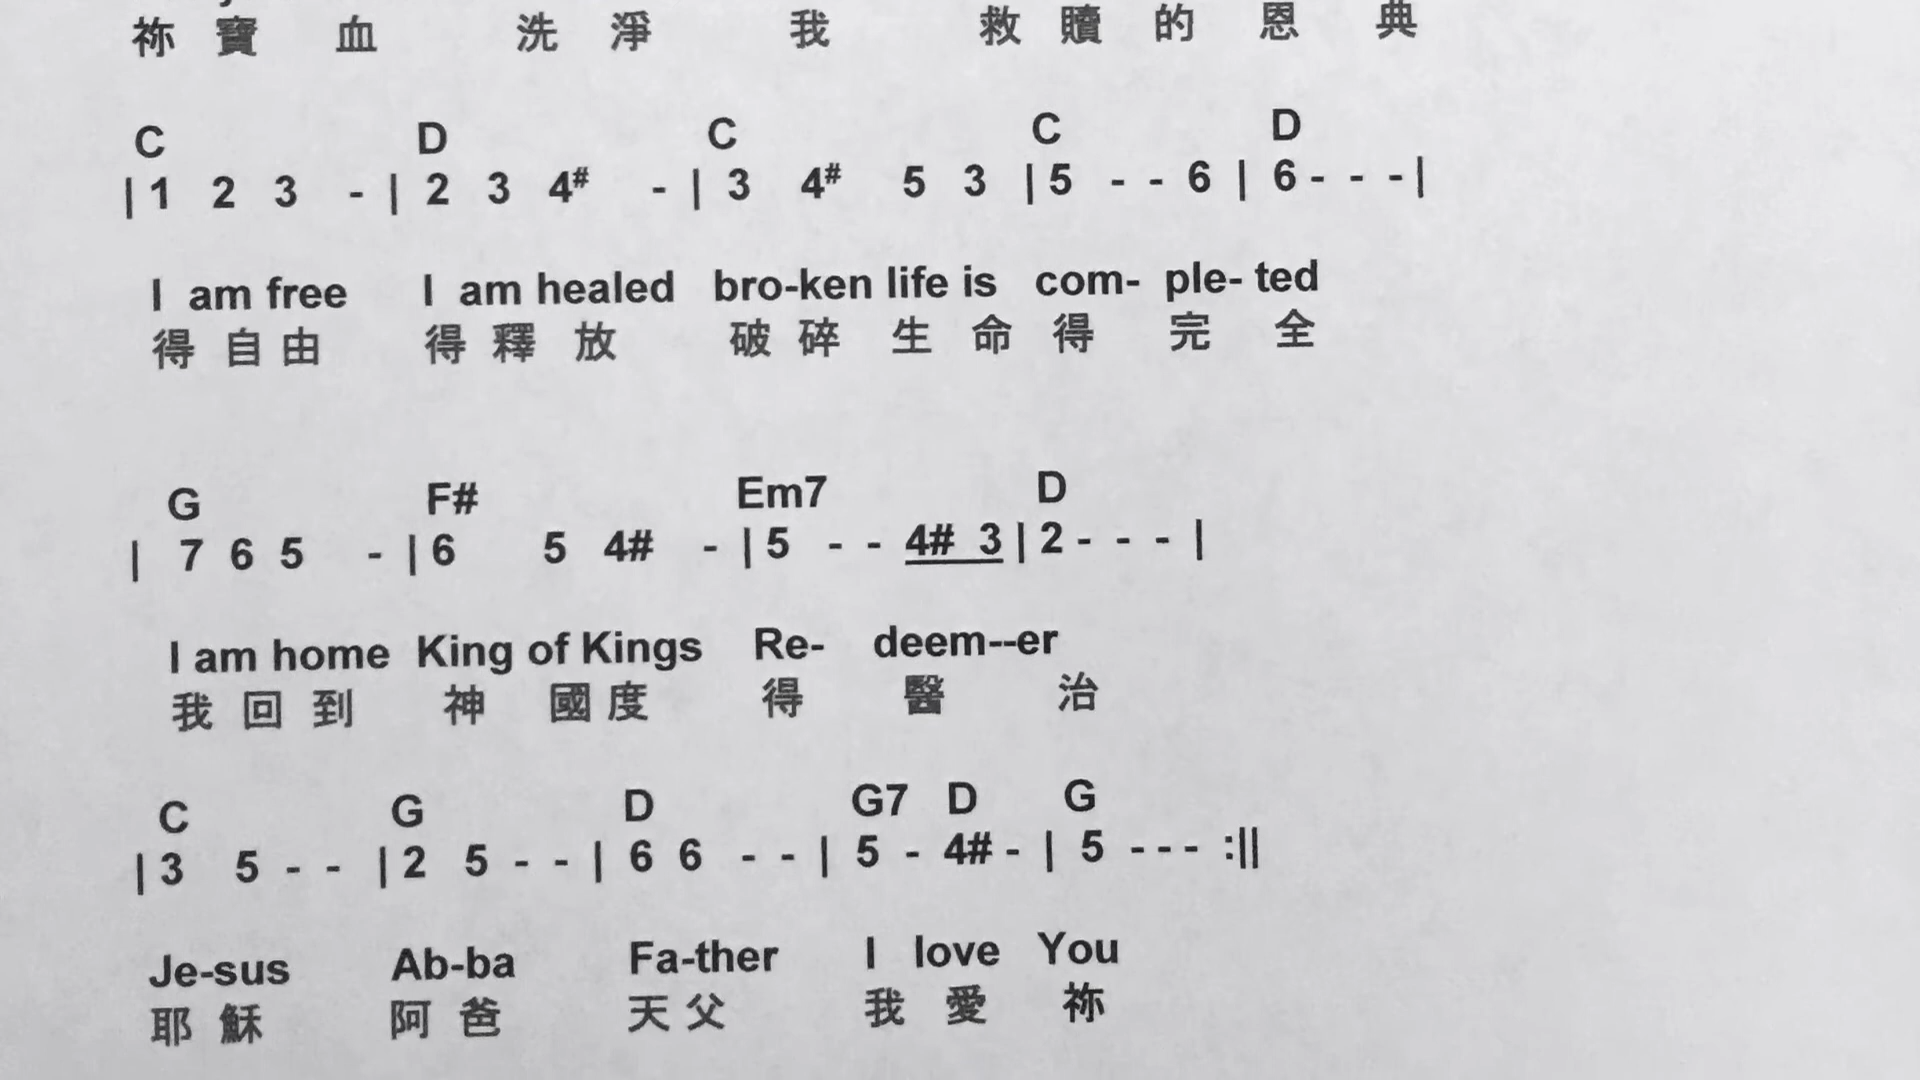 祢 寶 血 洗 淨 我 救 贖 的 恩 典
C D C C D
| 1 2 3 - | 2 3 4# - | 3 4# 5 3 | 5 - - 6 | 6 - - - |
I am free I am healed bro-ken life is com- ple- ted
得 自 由 得 釋 放 破 碎 生 命 得 完 全
G F# Em7 D
| 7 6 5 - | 6 5 4# - | 5 - - 4# 3 | 2 - - - |
I am home King of Kings Re- deem--er
我 回 到 神 國 度 得 醫 治
C G D G7 D G
| 3 5 - - | 2 5 - - | 6 6 - - | 5 - 4# - | 5 - - - :||
Je-sus Ab-ba Fa-ther I love You
耶 穌 阿 爸 天 父 我 愛 祢